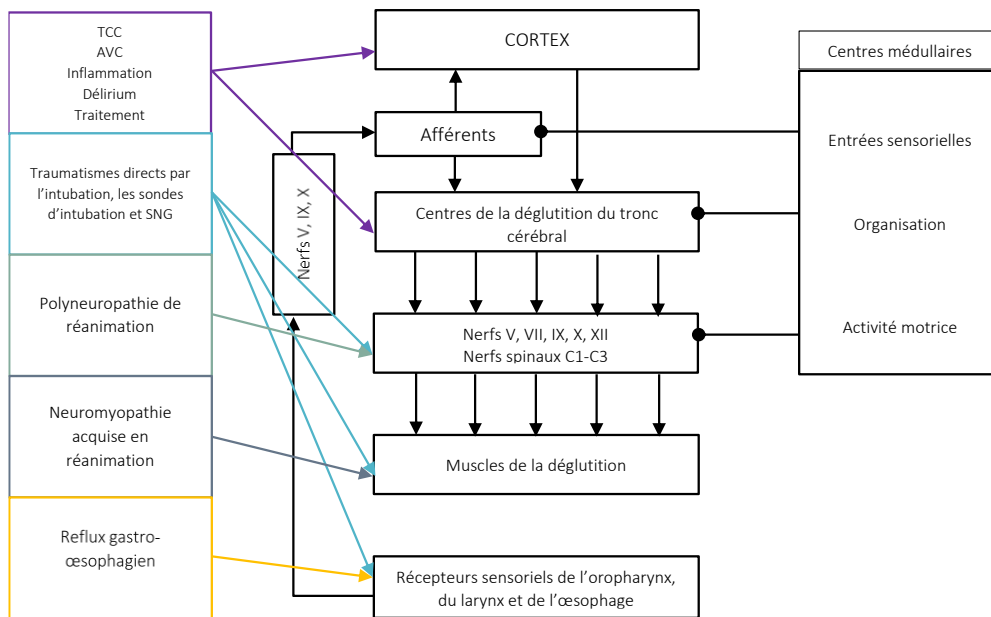 TCC
AVC
Inflammation
Délirium
Traitement
Traumatismes directs par
l'intubation, les sondes
d'intubation et SNG
Polyneuropathie de
réanimation
Neuromyopathie
acquise en
réanimation
Reflux gastro-
œsophagien
Nerfs V, IX, X
CORTEX
Afférents
Centres de la déglutition du tronc
cérébral
Nerfs V, VII, IX, X, XII
Nerfs spinaux C1-C3
Muscles de la déglutition
Récepteurs sensoriels de l'oropharynx,
du larynx et de l'œsophage
Centres médullaires
Entrées sensorielles
Organisation
Activité motrice